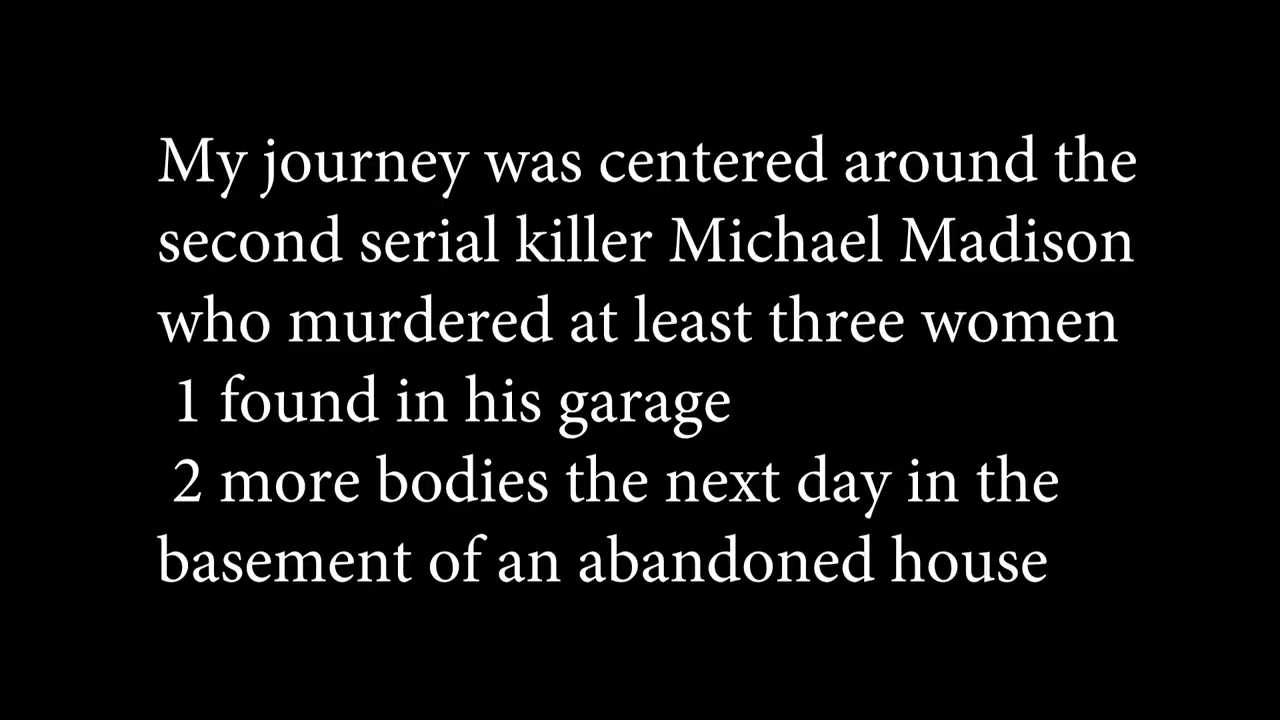 My journey was centered around the
second serial killer Michael Madison
who murdered at least three women
1 found in his garage
2 more bodies the next day in the
basement of an abandoned house